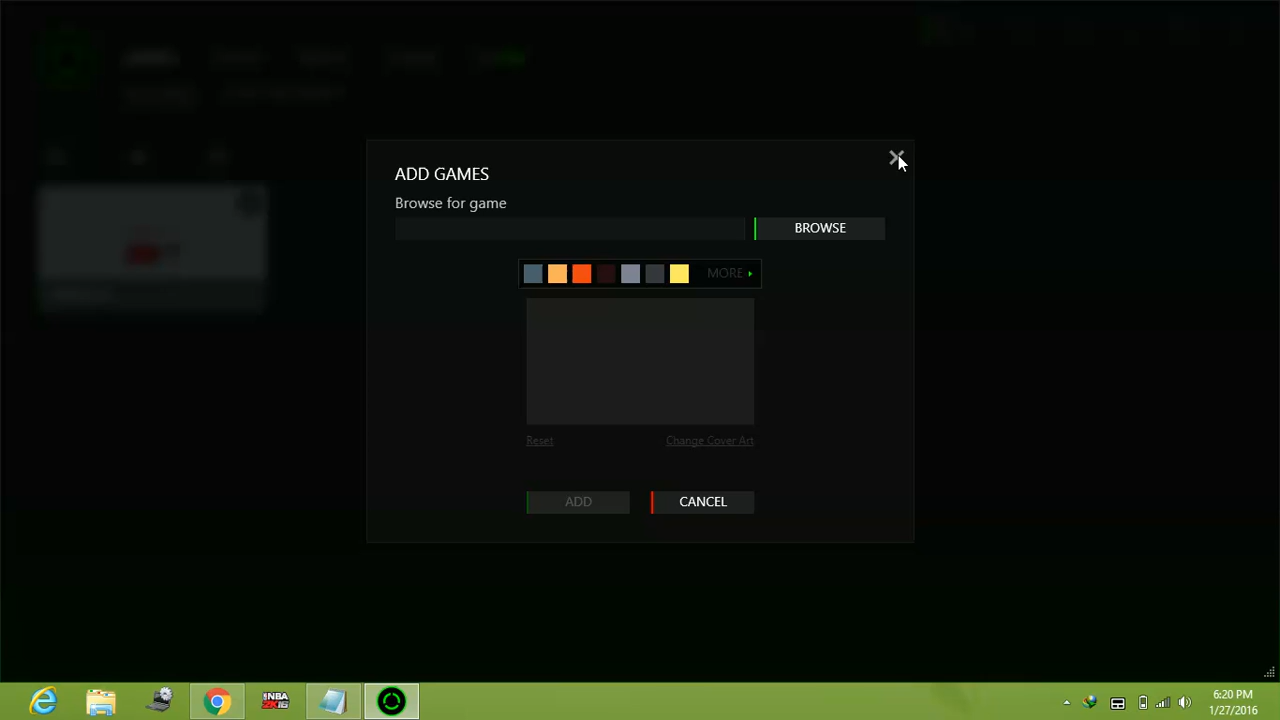 ADD GAMES
Browse for game
BROWSE
MORE
Reset
Change Cover Art
ADD
CANCEL
NBA
2K16
6:20 PM
1/27/2016